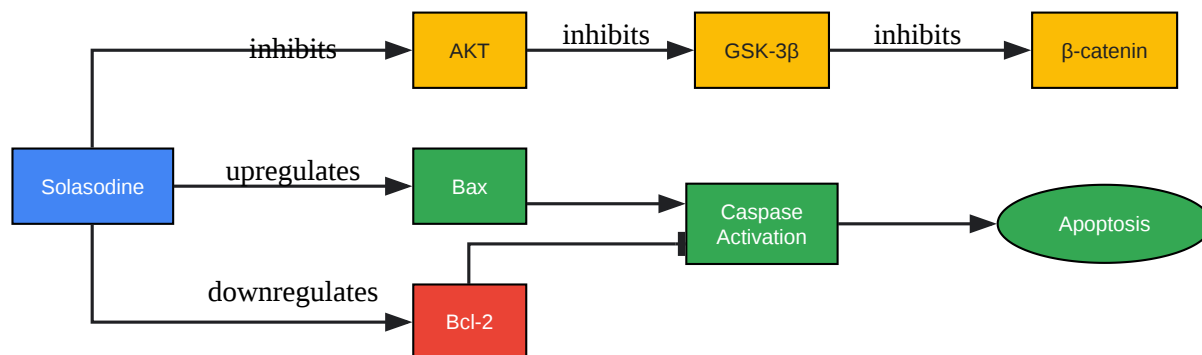 inhibits
AKT
inhibits
GSK-3β
inhibits
β-catenin
Solasodine
upregulates
Bax
Caspase
Activation
Apoptosis
downregulates
Bcl-2